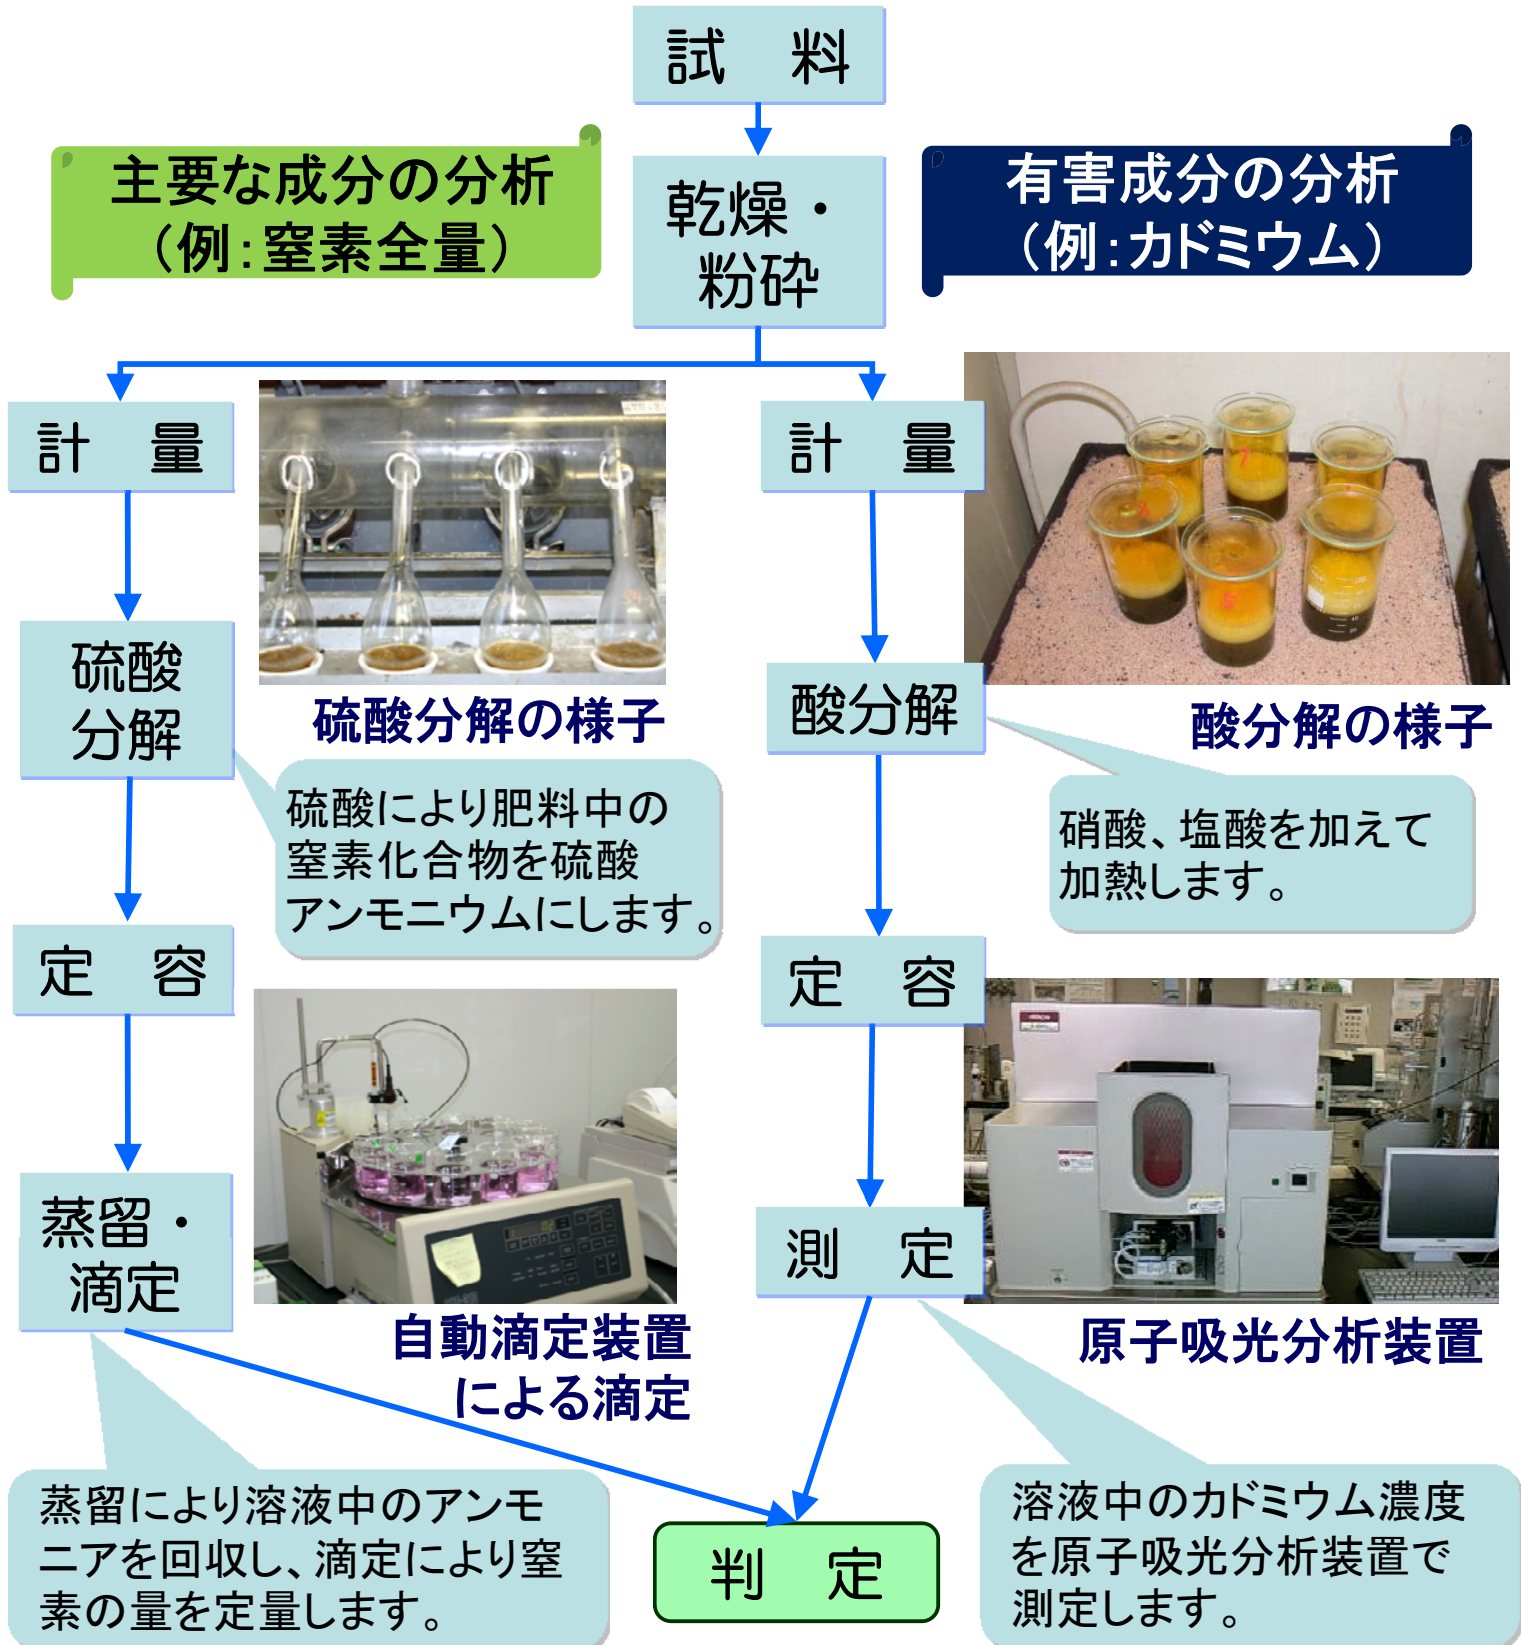 試　料
主要な成分の分析
（例：窒素全量）
乾燥・
粉砕
有害成分の分析
（例：カドミウム）
計　量
硫酸
分解
硫酸分解の様子
硫酸により肥料中の
窒素化合物を硫酸
アンモニウムにします。
定　容
蒸留・
滴定
自動滴定装置
による滴定
蒸留により溶液中のアンモ
ニアを回収し、滴定により窒
素の量を定量します。
計　量
酸分解
酸分解の様子
硝酸、塩酸を加えて
加熱します。
定　容
測　定
原子吸光分析装置
溶液中のカドミウム濃度
を原子吸光分析装置で
測定します。
判　定